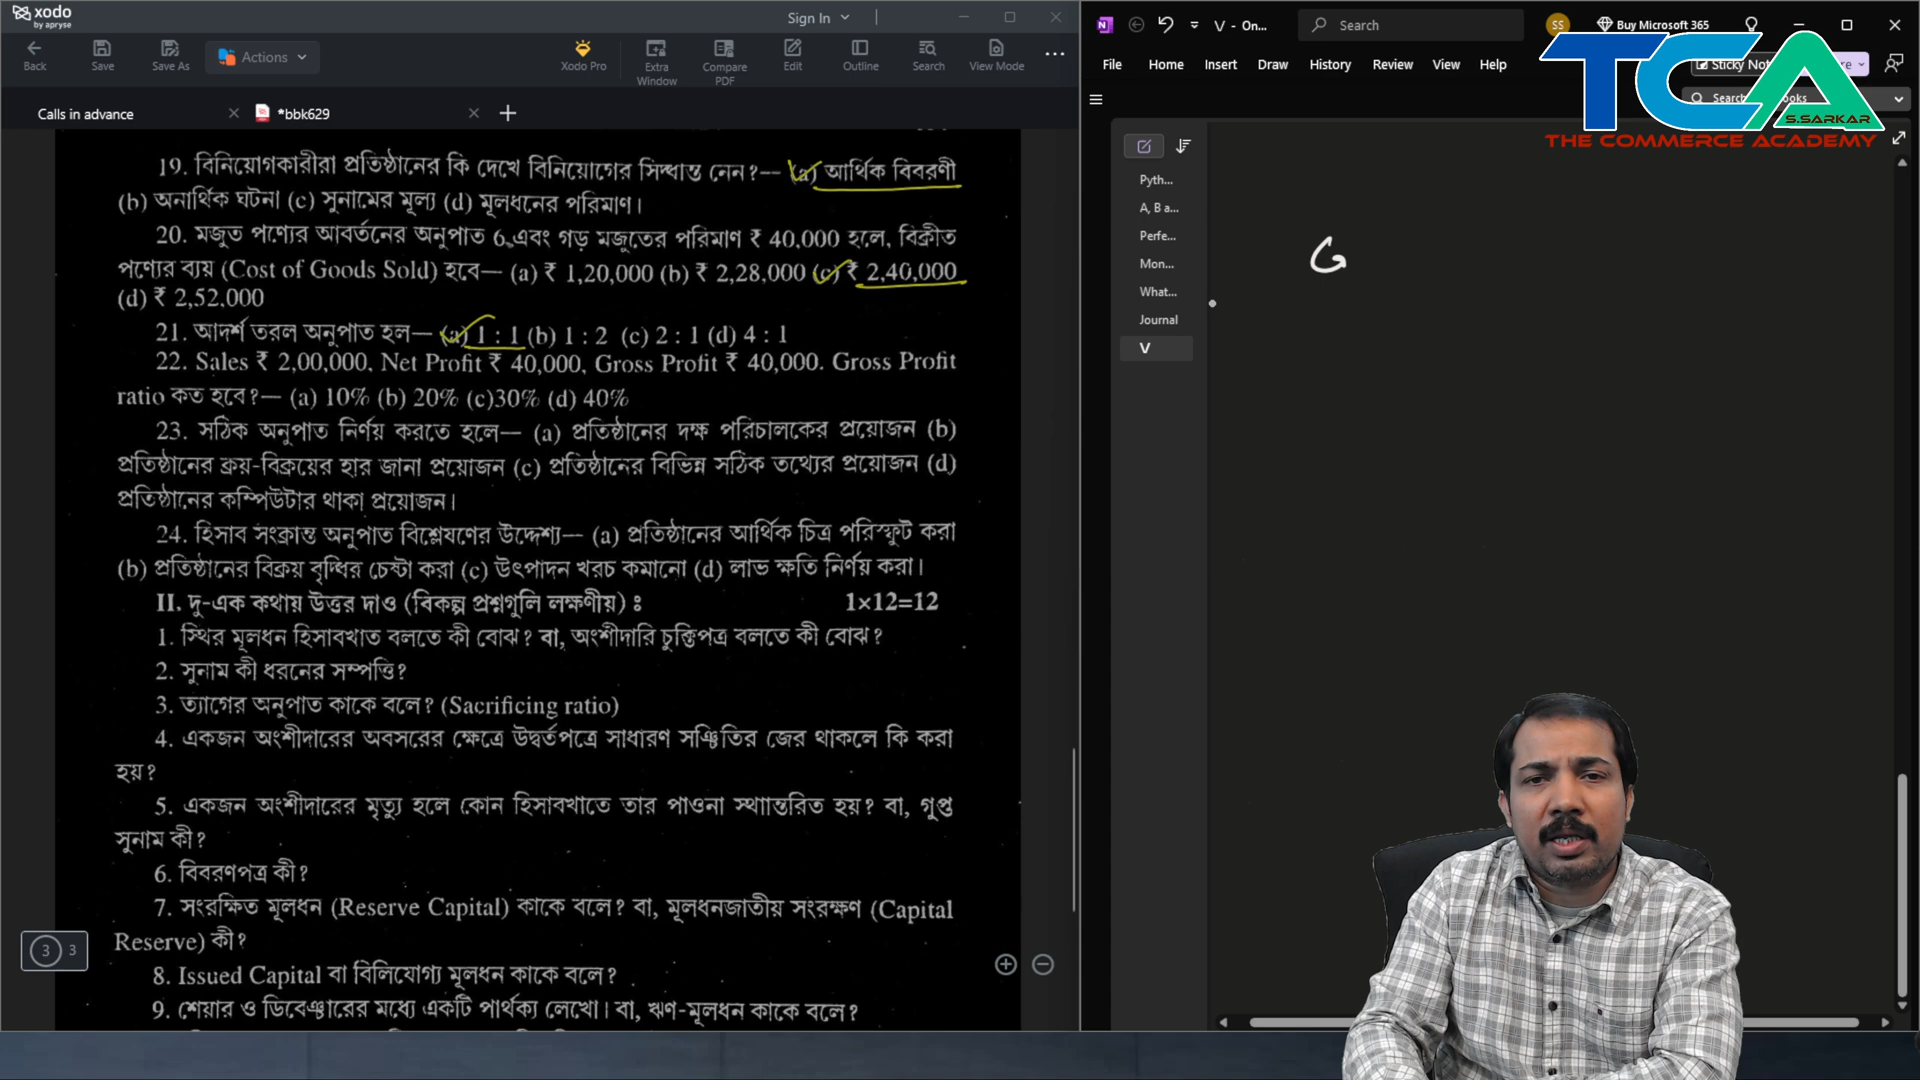 xodo
by apryse
Sign In
Back
Save
Save As
Actions
Xodo Pro
Extra Window
Compare PDF
Edit
Outline
Search
View Mode
Calls in advance
*bbk629
19. বিনিয়োগকারীরা প্রতিষ্ঠানের কি দেখে বিনিয়োগের সিদ্ধান্ত নেন?— (a) আর্থিক বিবরণী
(b) অনার্থিক ঘটনা (c) সুনামের মূল্য (d) মূলধনের পরিমাণ।
20. মজুত পণ্যের আবর্তনের অনুপাত 6 এবং গড় মজুতের পরিমাণ ₹ 40,000 হলে, বিক্রীত
পণ্যের ব্যয় (Cost of Goods Sold) হবে— (a) ₹ 1,20,000 (b) ₹ 2,28,000 (c) ₹ 2,40,000
(d) ₹ 2,52,000
21. আদর্শ তরল অনুপাত হল— (a) 1 : 1 (b) 1 : 2 (c) 2 : 1 (d) 4 : 1
22. Sales ₹ 2,00,000, Net Profit ₹ 40,000, Gross Profit ₹ 40,000. Gross Profit
ratio কত হবে?— (a) 10% (b) 20% (c)30% (d) 40%
23. সঠিক অনুপাত নির্ণয় করতে হলে— (a) প্রতিষ্ঠানের দক্ষ পরিচালকের প্রয়োজন (b)
প্রতিষ্ঠানের ক্রয়-বিক্রয়ের হার জানা প্রয়োজন (c) প্রতিষ্ঠানের বিভিন্ন সঠিক তথ্যের প্রয়োজন (d)
প্রতিষ্ঠানের কম্পিউটার থাকা প্রয়োজন।
24. হিসাব সংক্রান্ত অনুপাত বিশ্লেষণের উদ্দেশ্য— (a) প্রতিষ্ঠানের আর্থিক চিত্র পরিস্ফুট করা
(b) প্রতিষ্ঠানের বিক্রয় বৃদ্ধির চেষ্টা করা (c) উৎপাদন খরচ কমানো (d) লাভ ক্ষতি নির্ণয় করা।
II. দু-এক কথায় উত্তর দাও (বিকল্প প্রশ্নগুলি লক্ষণীয়) : 1×12=12
1. স্থির মূলধন হিসাবখাত বলতে কী বোঝ? বা, অংশীদারি চুক্তিপত্র বলতে কী বোঝ?
2. সুনাম কী ধরনের সম্পত্তি?
3. ত্যাগের অনুপাত কাকে বলে? (Sacrificing ratio)
4. একজন অংশীদারের অবসরের ক্ষেত্রে উদ্বর্তপত্রে সাধারণ সঞ্চিতির জের থাকলে কি করা
হয়?
5. একজন অংশীদারের মৃত্যু হলে কোন হিসাবখাতে তার পাওনা স্থানান্তরিত হয়? বা, গুপ্ত
সুনাম কী?
6. বিবরণপত্র কী?
7. সংরক্ষিত মূলধন (Reserve Capital) কাকে বলে? বা, মূলধনজাতীয় সংরক্ষণ (Capital
Reserve) কী?
8. Issued Capital বা বিলিযোগ্য মূলধন কাকে বলে?
9. শেয়ার ও ডিবেঞ্চারের মধ্যে একটি পার্থক্য লেখো। বা, ঋণ-মূলধন কাকে বলে?
3 3
V - On...
Search
SS
Buy Microsoft 365
File Home Insert Draw History Review View Help
Sticky Not
Search
Pyth...
A, B a...
Perfe...
Mon...
What...
Journal
V
G
TCA
S.SARKAR
THE COMMERCE ACADEMY